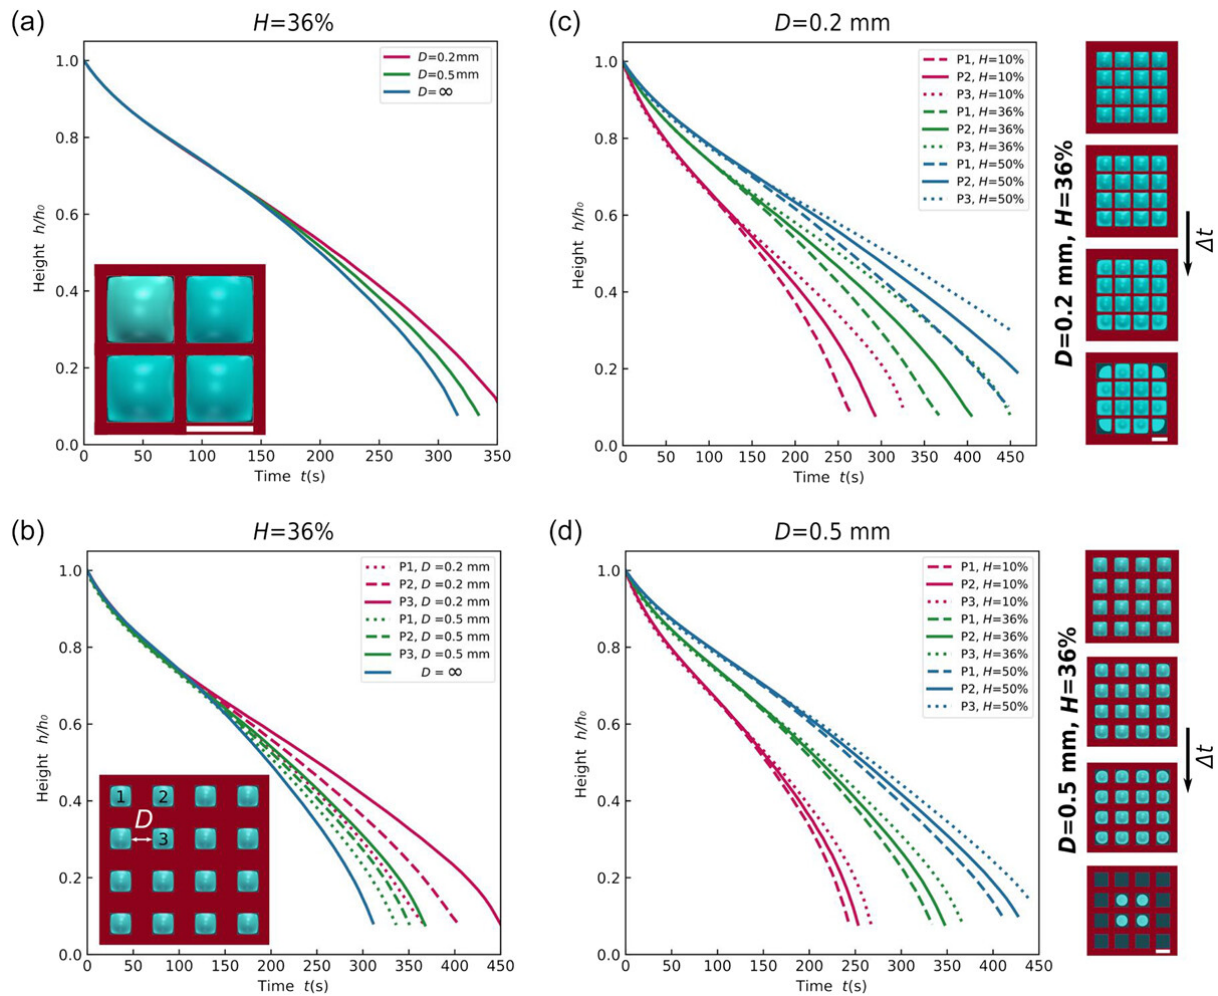 (a)
H=36%
1.0
0.8
0.6
0.4
0.2
0.0
Height h/h₀
D=0.2mm
D=0.5mm
D=∞
0 50 100 150 200 250 300 350
Time t(s)
(c)
D=0.2 mm
1.0
0.8
0.6
0.4
0.2
0.0
Height h/h₀
P1, H=10%
P2, H=10%
P3, H=10%
P1, H=36%
P2, H=36%
P3, H=36%
P1, H=50%
P2, H=50%
P3, H=50%
0 50 100 150 200 250 300 350 400 450
Time t(s)
D=0.2 mm, H=36%
Δt
(b)
H=36%
1.0
0.8
0.6
0.4
0.2
0.0
Height h/h₀
P1, D =0.2 mm
P2, D =0.2 mm
P3, D =0.2 mm
P1, D =0.5 mm
P2, D =0.5 mm
P3, D =0.5 mm
D = ∞
1 2
D
3
0 50 100 150 200 250 300 350 400 450
Time t(s)
(d)
D=0.5 mm
1.0
0.8
0.6
0.4
0.2
0.0
Height h/h₀
P1, H=10%
P2, H=10%
P3, H=10%
P1, H=36%
P2, H=36%
P3, H=36%
P1, H=50%
P2, H=50%
P3, H=50%
0 50 100 150 200 250 300 350 400 450
Time t(s)
D=0.5 mm, H=36%
Δt